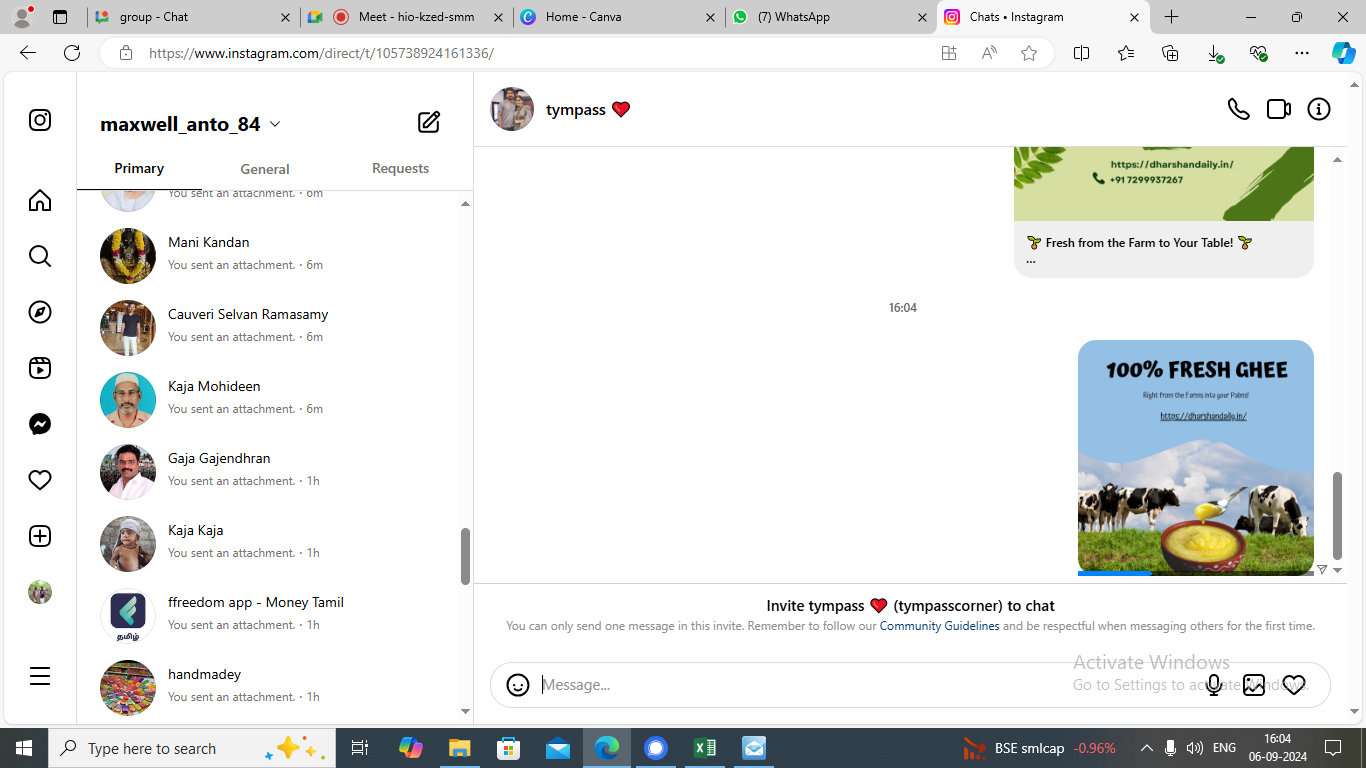 group - Chat
Meet - hio-kzed-smm
Home - Canva
(7) WhatsApp
Chats • Instagram
https://www.instagram.com/direct/t/105738924161336/
maxwell_anto_84
Primary
General
Requests
You sent an attachment. · 6m
Mani Kandan
You sent an attachment. · 6m
Cauveri Selvan Ramasamy
You sent an attachment. · 6m
Kaja Mohideen
You sent an attachment. · 6m
Gaja Gajendhran
You sent an attachment. · 1h
Kaja Kaja
You sent an attachment. · 1h
தமிழ்
ffreedom app - Money Tamil
You sent an attachment. · 1h
handmadey
You sent an attachment. · 1h
tympass ❤️
https://dharshandaily.in/
+91 7299937267
🌱 Fresh from the Farm to Your Table! 🌱
...
16:04
100% FRESH GHEE
Right from the Farms into your Palms!
https://dharshandaily.in/
Invite tympass ❤️ (tympasscorner) to chat
You can only send one message in this invite. Remember to follow our Community Guidelines and be respectful when messaging others for the first time.
Message...
Activate Windows
Go to Settings to activate Windows.
Type here to search
BSE smlcap -0.96%
ENG
16:04
06-09-2024